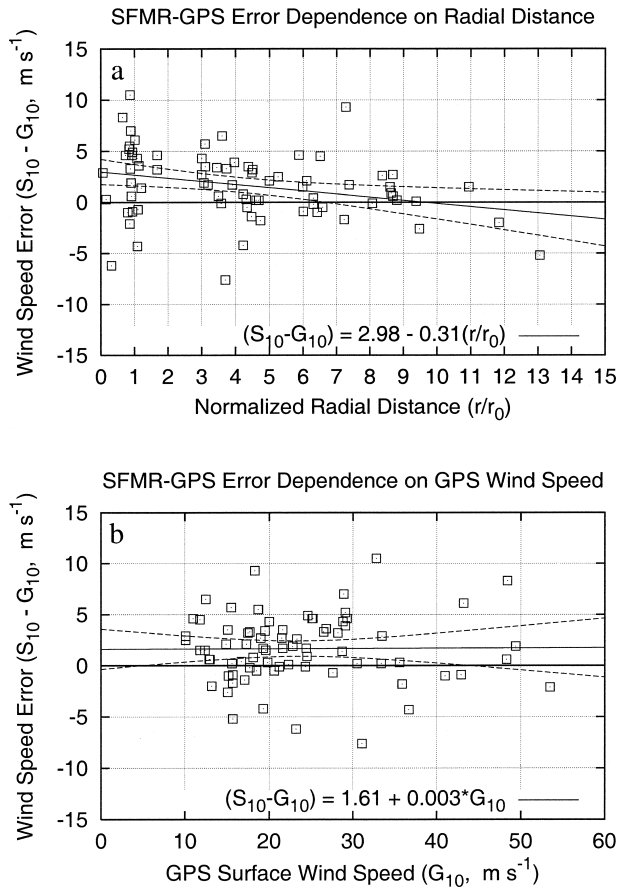 SFMR-GPS Error Dependence on Radial Distance
a
Wind Speed Error (S10 - G10, m s-1)
15
10
5
0
-5
-10
-15
(S10-G10) = 2.98 - 0.31(r/r0)
0 1 2 3 4 5 6 7 8 9 10 11 12 13 14 15
Normalized Radial Distance (r/r0)
SFMR-GPS Error Dependence on GPS Wind Speed
b
Wind Speed Error (S10 - G10, m s-1)
15
10
5
0
-5
-10
-15
(S10-G10) = 1.61 + 0.003*G10
0 10 20 30 40 50 60
GPS Surface Wind Speed (G10, m s-1)